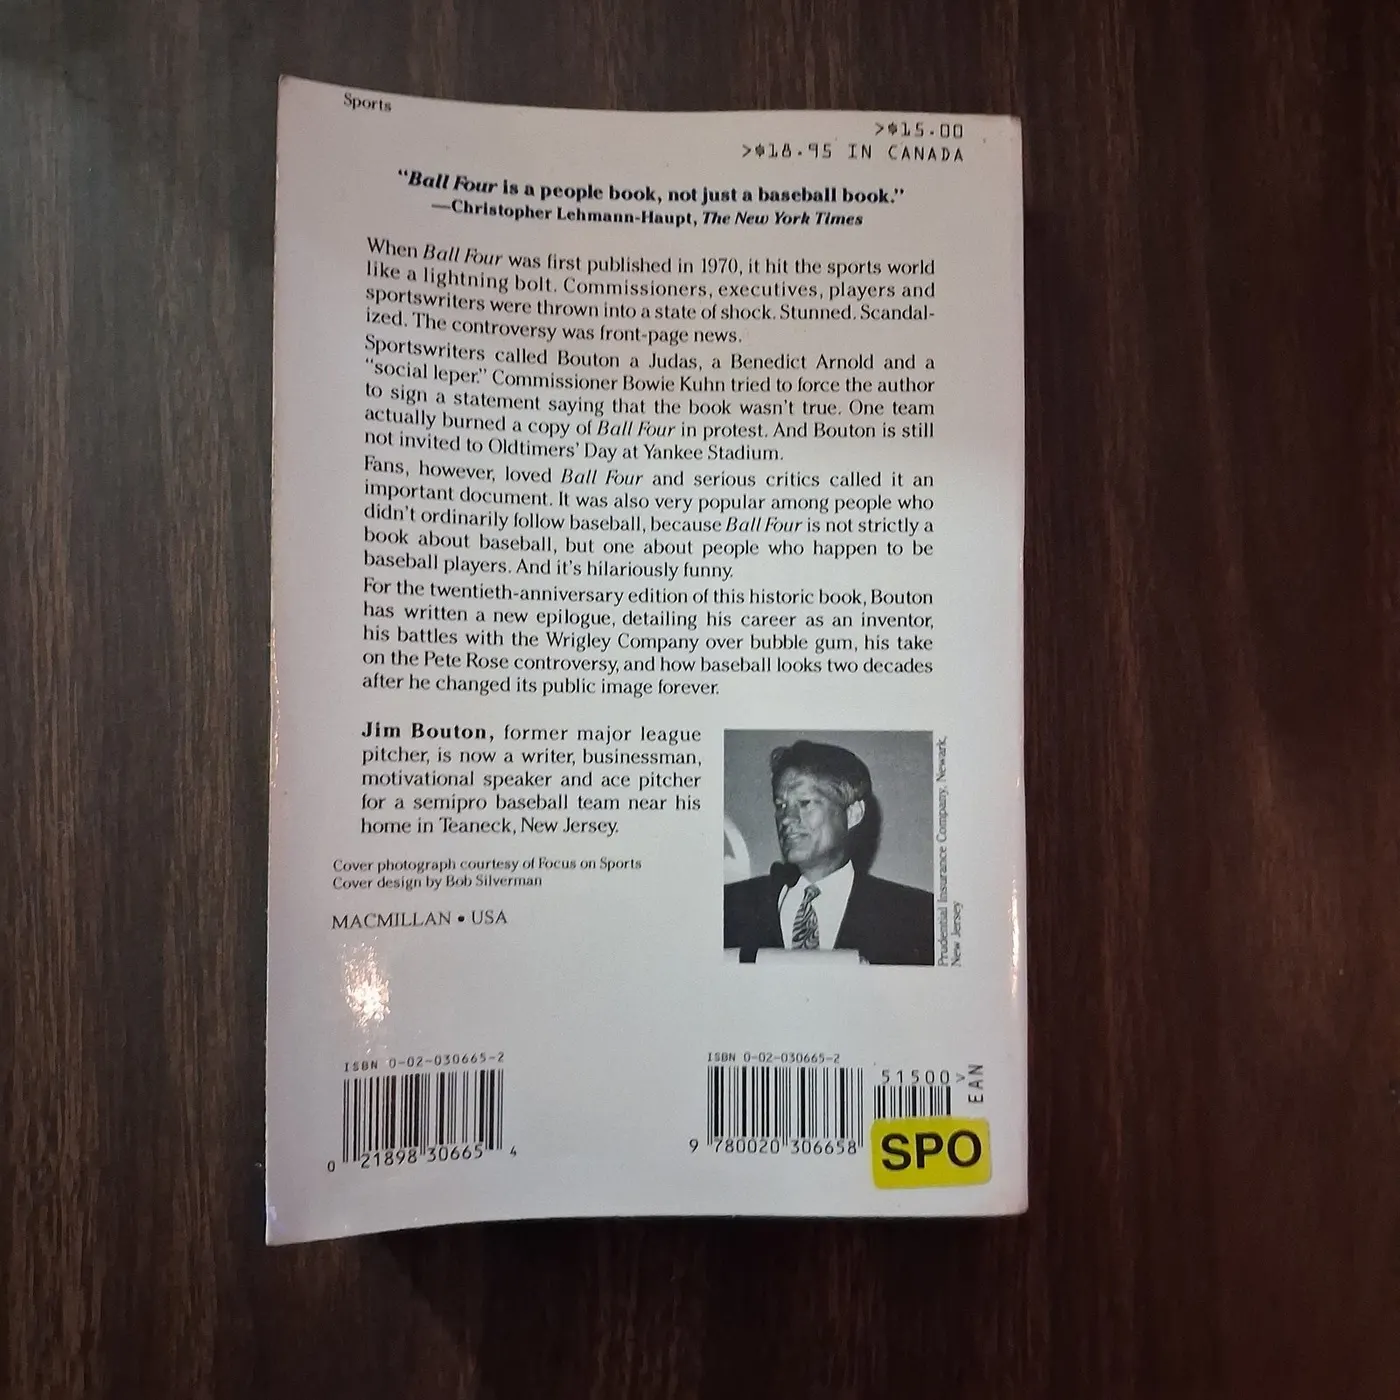 Sports
>$15.00
>$18.95 IN CANADA
“Ball Four is a people book, not just a baseball book.”
—Christopher Lehmann-Haupt, The New York Times
When Ball Four was first published in 1970, it hit the sports world
like a lightning bolt. Commissioners, executives, players and
sportswriters were thrown into a state of shock. Stunned. Scandal-
ized. The controversy was front-page news.
Sportswriters called Bouton a Judas, a Benedict Arnold and a
“social leper.” Commissioner Bowie Kuhn tried to force the author
to sign a statement saying that the book wasn't true. One team
actually burned a copy of Ball Four in protest. And Bouton is still
not invited to Oldtimers' Day at Yankee Stadium.
Fans, however, loved Ball Four and serious critics called it an
important document. It was also very popular among people who
didn't ordinarily follow baseball, because Ball Four is not strictly a
book about baseball, but one about people who happen to be
baseball players. And it's hilariously funny.
For the twentieth-anniversary edition of this historic book, Bouton
has written a new epilogue, detailing his career as an inventor,
his battles with the Wrigley Company over bubble gum, his take
on the Pete Rose controversy, and how baseball looks two decades
after he changed its public image forever.
Jim Bouton, former major league
pitcher, is now a writer, businessman,
motivational speaker and ace pitcher
for a semipro baseball team near his
home in Teaneck, New Jersey.
Prudential Insurance Company, Newark,
New Jersey
Cover photograph courtesy of Focus on Sports
Cover design by Bob Silverman
MACMILLAN • USA
ISBN 0-02-030665-2
0 21898 30665 4
ISBN 0-02-030665-2
9 780020 306658
51500 >
EAN
SPO